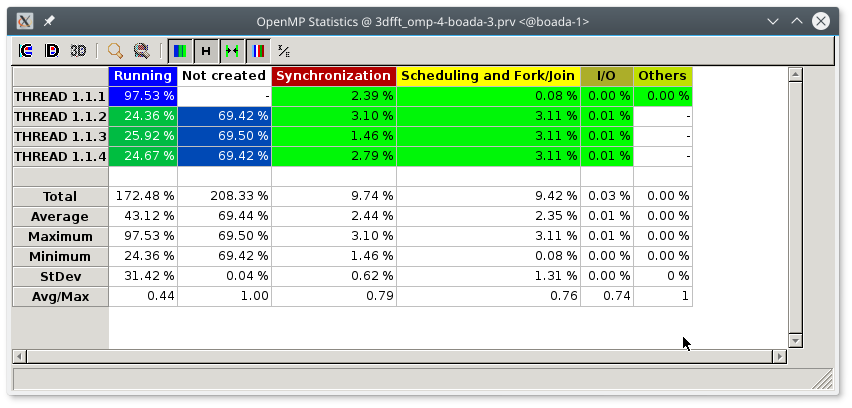 OpenMP Statistics @ 3dfft_omp-4-boada-3.prv <@boada-1>
3D H
Running Not created Synchronization Scheduling and Fork/Join I/O Others
THREAD 1.1.1 97.53 % - 2.39 % 0.08 % 0.00 % 0.00 %
THREAD 1.1.2 24.36 % 69.42 % 3.10 % 3.11 % 0.01 % -
THREAD 1.1.3 25.92 % 69.50 % 1.46 % 3.11 % 0.01 % -
THREAD 1.1.4 24.67 % 69.42 % 2.79 % 3.11 % 0.01 % -
Total 172.48 % 208.33 % 9.74 % 9.42 % 0.03 % 0.00 %
Average 43.12 % 69.44 % 2.44 % 2.35 % 0.01 % 0.00 %
Maximum 97.53 % 69.50 % 3.10 % 3.11 % 0.01 % 0.00 %
Minimum 24.36 % 69.42 % 1.46 % 0.08 % 0.00 % 0.00 %
StDev 31.42 % 0.04 % 0.62 % 1.31 % 0.00 % 0 %
Avg/Max 0.44 1.00 0.79 0.76 0.74 1